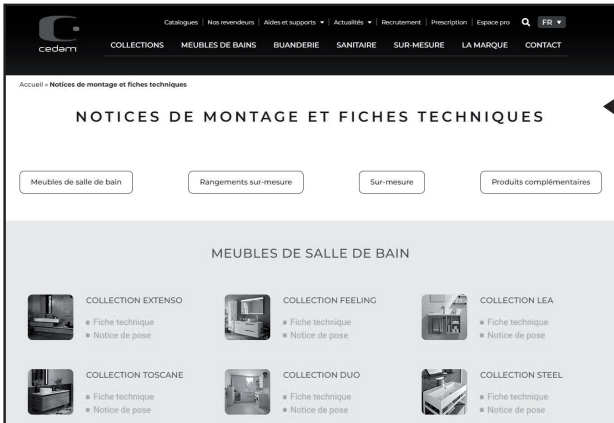 Catalogues | Nos revendeurs | Aides et supports ▾ | Actualités ▾ | Recrutement | Prescription | Espace pro FR ▾
cedam
COLLECTIONS MEUBLES DE BAINS BUANDERIE SANITAIRE SUR-MESURE LA MARQUE CONTACT
Accueil » Notices de montage et fiches techniques
NOTICES DE MONTAGE ET FICHES TECHNIQUES
Meubles de salle de bain Rangements sur-mesure Sur-mesure Produits complémentaires
MEUBLES DE SALLE DE BAIN
COLLECTION EXTENSO
Fiche technique
Notice de pose
COLLECTION FEELING
Fiche technique
Notice de pose
COLLECTION LEA
Fiche technique
Notice de pose
COLLECTION TOSCANE
Fiche technique
Notice de pose
COLLECTION DUO
Fiche technique
Notice de pose
COLLECTION STEEL
Fiche technique
Notice de pose